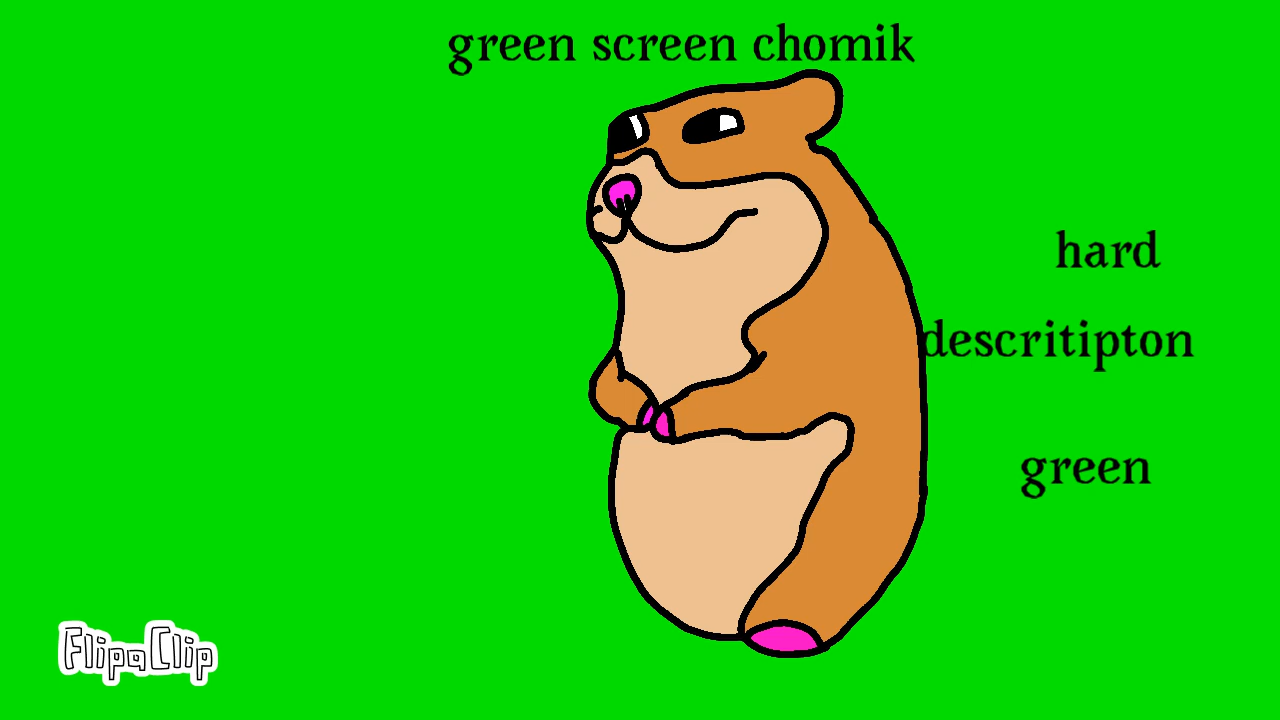 green screen chomik
hard
descritipton
green
FlipaClip